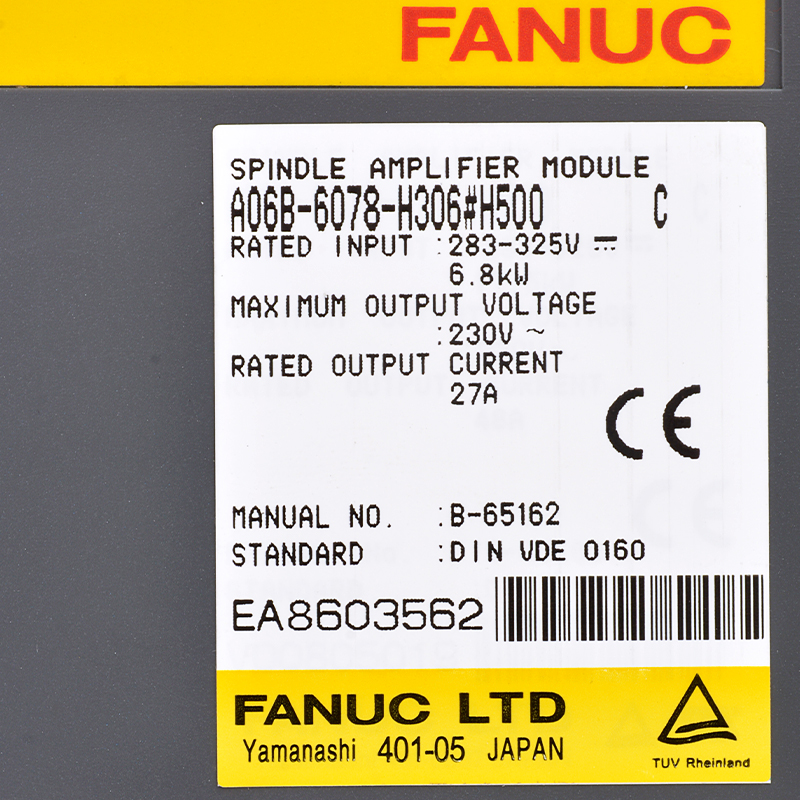 FANUC
SPINDLE AMPLIFIER MODULE
A06B-6078-H306#H500 C
RATED INPUT :283-325V ⎓
6.8kW
MAXIMUM OUTPUT VOLTAGE
:230V ~
RATED OUTPUT CURRENT
27A
CE
MANUAL NO. :B-65162
STANDARD :DIN VDE 0160
EA8603562
FANUC LTD
Yamanashi 401-05 JAPAN
TUV Rheinland